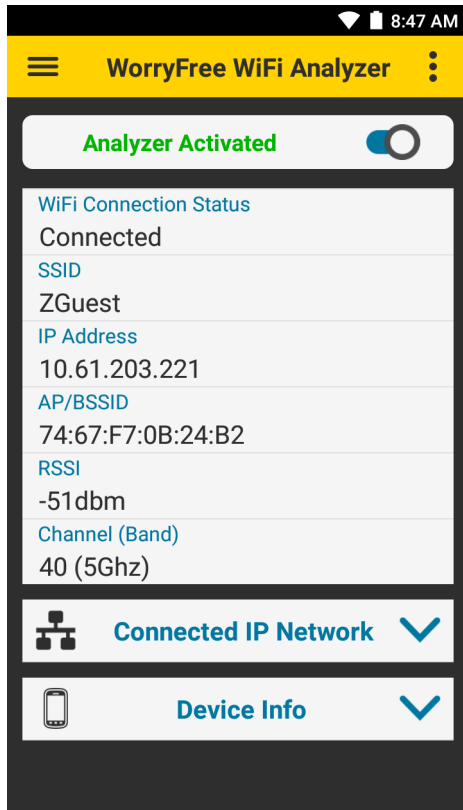 8:47 AM
WorryFree WiFi Analyzer
Analyzer Activated
WiFi Connection Status
Connected
SSID
ZGuest
IP Address
10.61.203.221
AP/BSSID
74:67:F7:0B:24:B2
RSSI
-51dbm
Channel (Band)
40 (5Ghz)
Connected IP Network
Device Info